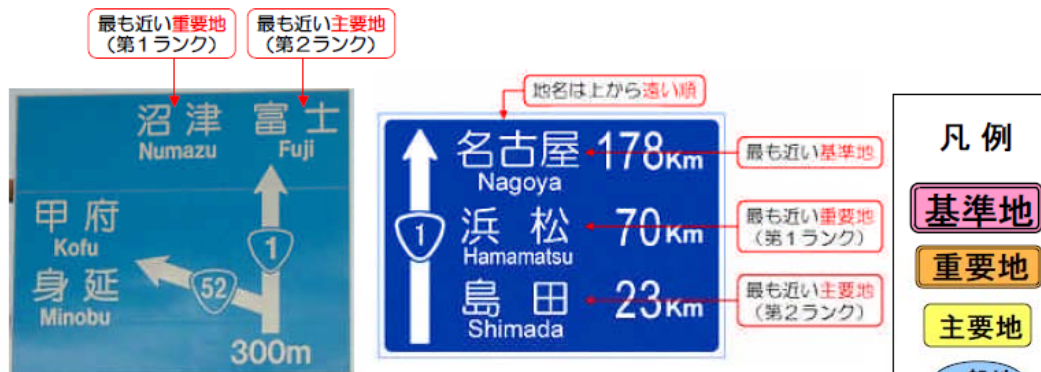 最も近い重要地
（第1ランク）
最も近い主要地
（第2ランク）
沼津 富士
Numazu Fuji
甲府
Kofu
身延
Minobu
52
1
300m
地名は上から遠い順
名古屋 178Km
Nagoya
最も近い基準地
1
浜松 70Km
Hamamatsu
最も近い重要地
（第1ランク）
島田 23Km
Shimada
最も近い主要地
（第2ランク）
凡例
基準地
重要地
主要地